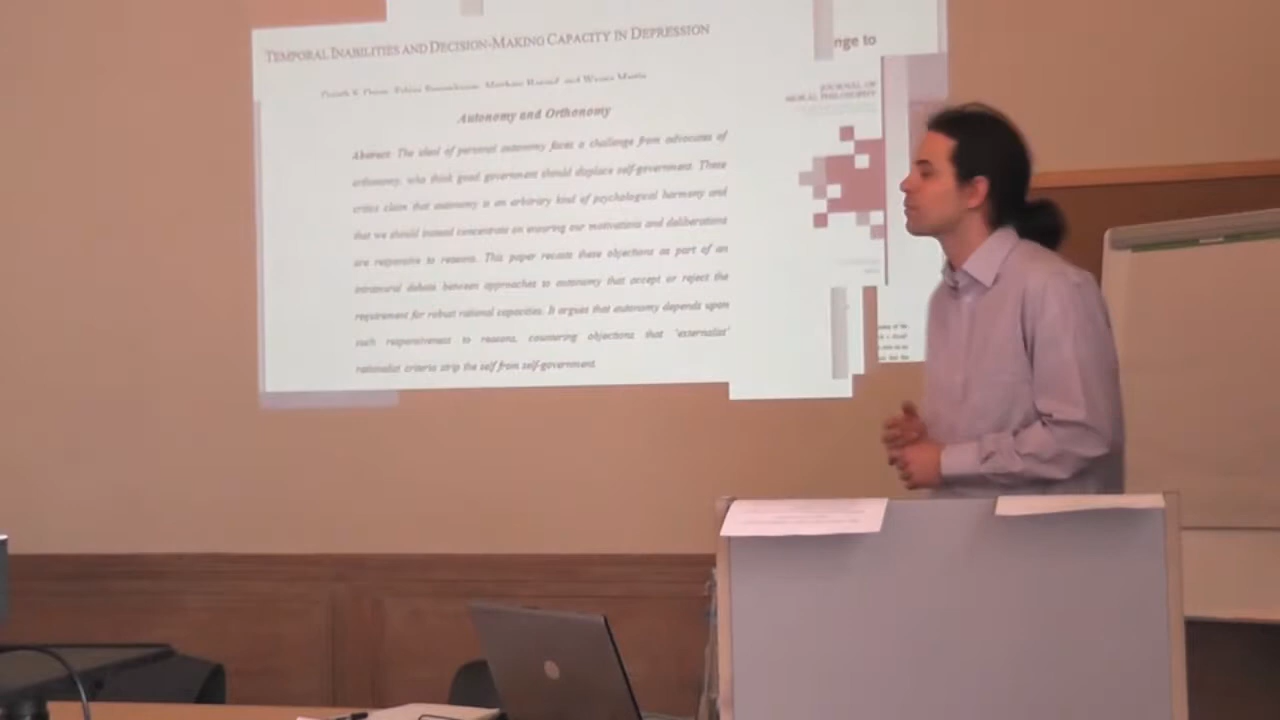 TEMPORAL INABILITIES AND DECISION-MAKING CAPACITY IN DEPRESSION
nge to
JOURNAL OF
MORAL PHILOSOPHY
Autonomy and Orthonomy
Abstract: The ideal of personal autonomy faces a challenge from advocates of
orthonomy, who think good government should displace self-government. These
critics claim that autonomy is an arbitrary kind of psychological harmony and
that we should instead concentrate on ensuring our motivations and deliberations
are responsive to reasons. This paper recasts these objections as part of an
intramural debate between approaches to autonomy that accept or reject the
requirement for robust rational capacities. It argues that autonomy depends upon
such responsiveness to reasons, countering objections that 'externalist'
rationalist criteria strip the self from self-government.